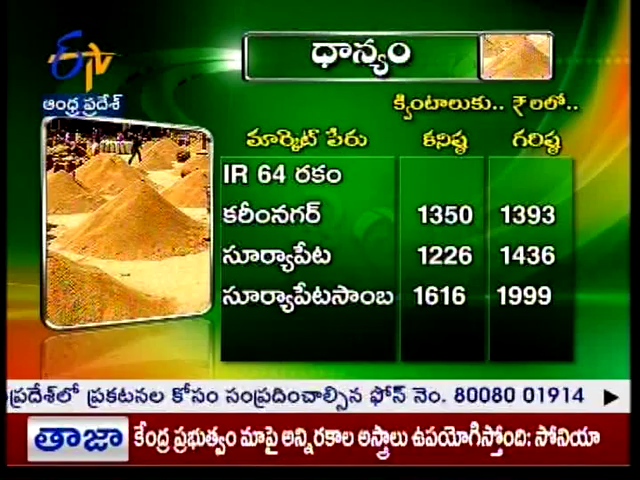 ETV
ఆంధ్ర ప్రదేశ్
ధాన్యం
క్వింటాలుకు.. ₹లలో..
మార్కెట్ పేరు కనిష్ఠ గరిష్ఠ
IR 64 రకం
కరీంనగర్ 1350 1393
సూర్యాపేట 1226 1436
సూర్యాపేటసాంబ 1616 1999
ప్రదేశ్‌లో ప్రకటనల కోసం సంప్రదించాల్సిన ఫోన్ నెం. 80080 01914
తాజా కేంద్ర ప్రభుత్వం మాపై అన్నిరకాల అస్త్రాలు ఉపయోగిస్తోంది: సోనియా